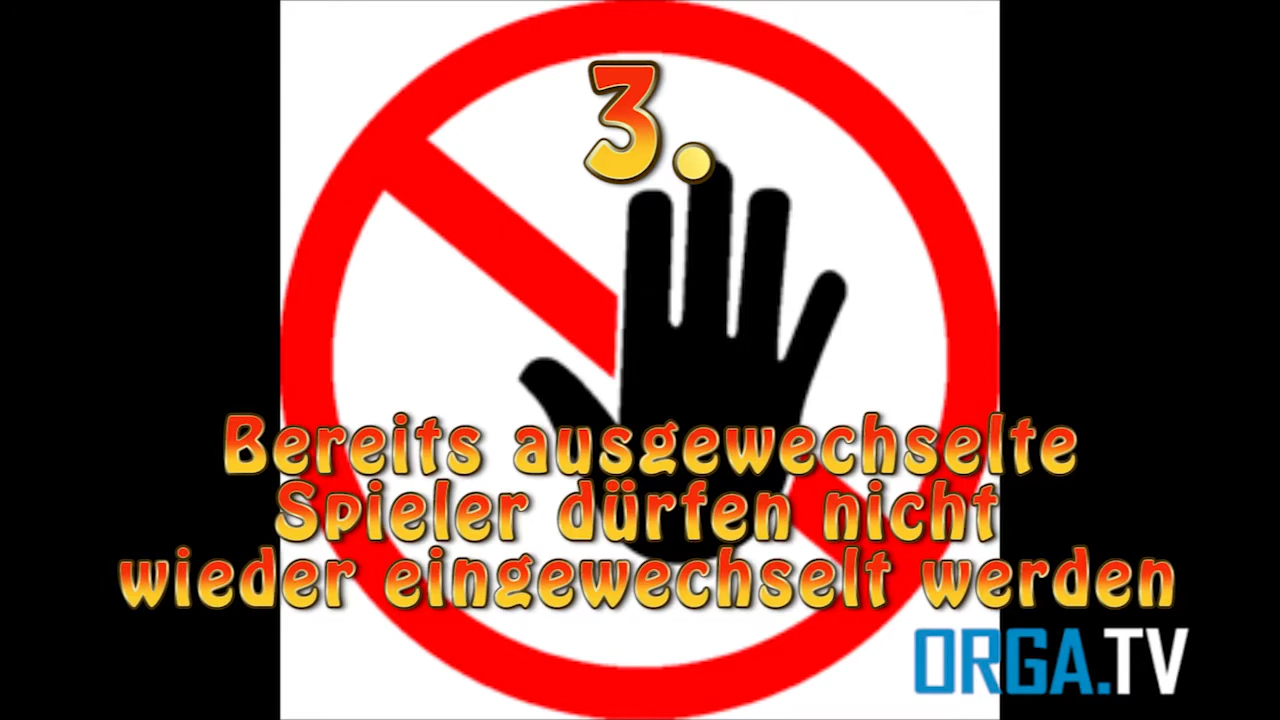 3.
Bereits ausgewechselte
Spieler dürfen nicht
wieder eingewechselt werden
ORGA.TV